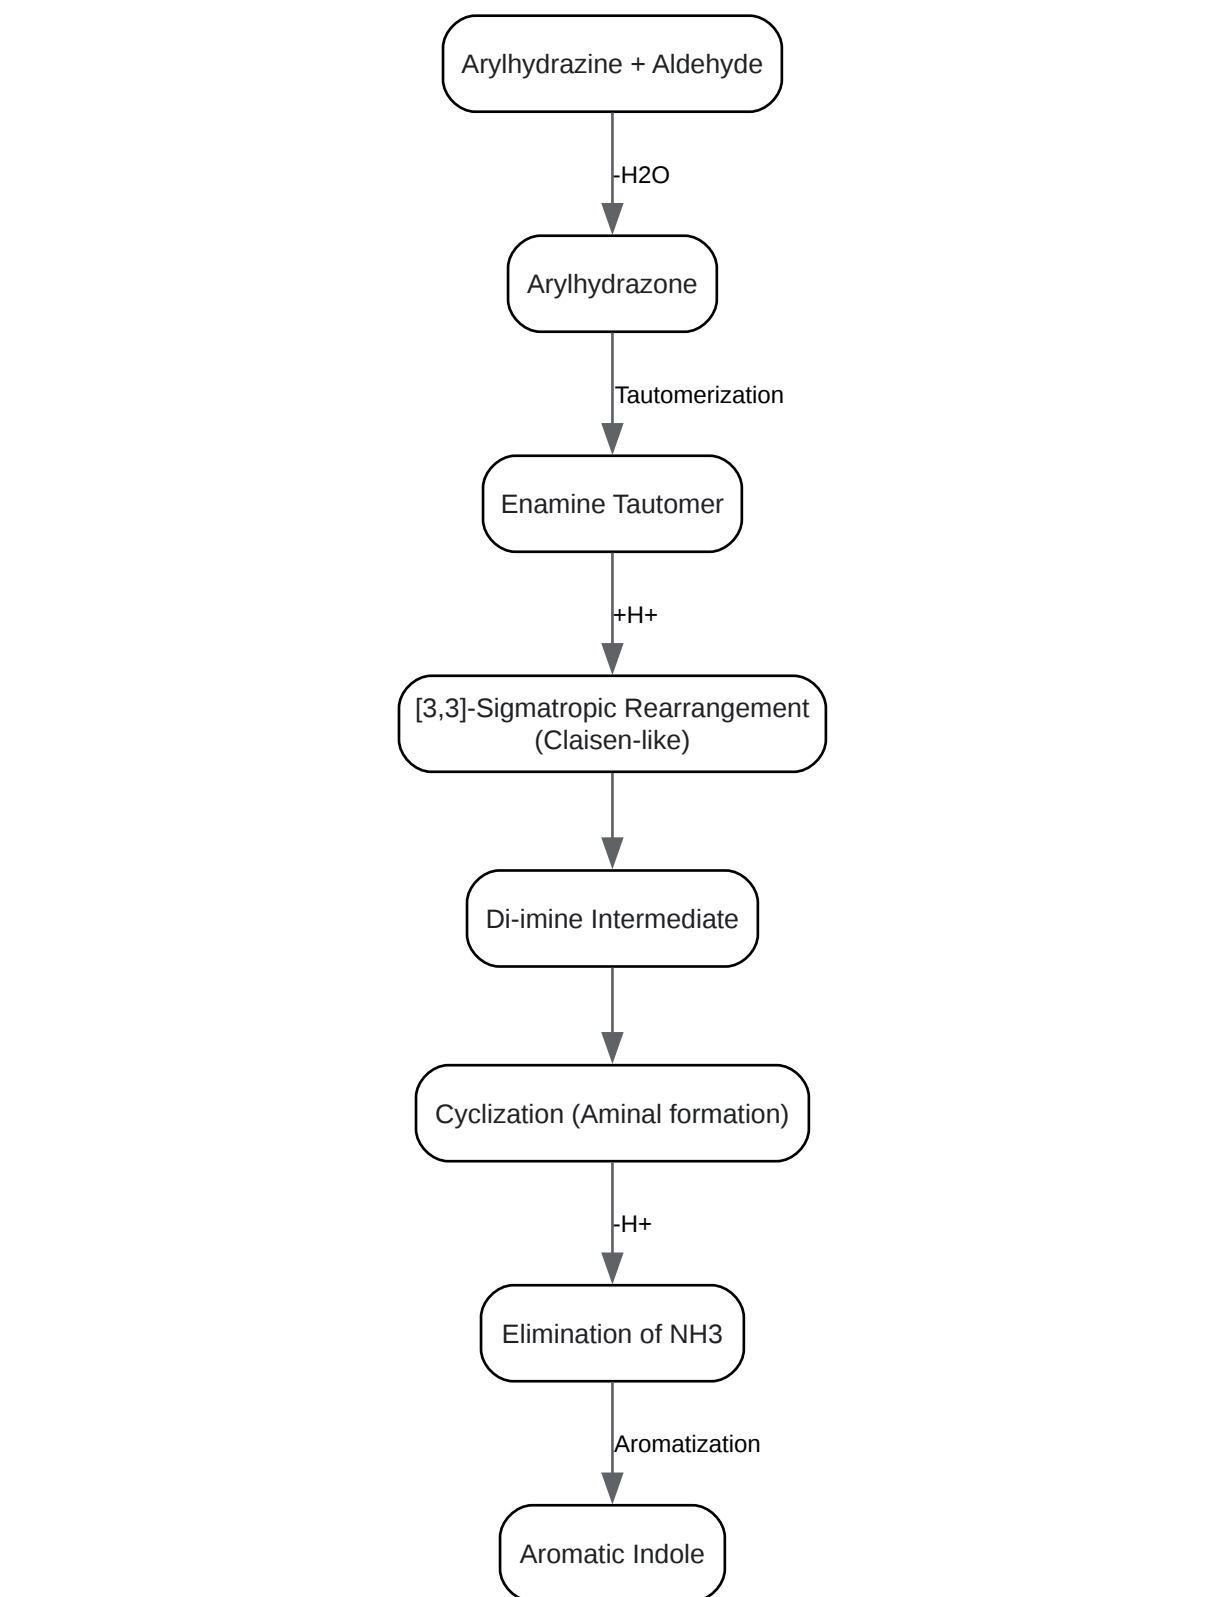 Arylhydrazine + Aldehyde
-H2O
Arylhydrazone
Tautomerization
Enamine Tautomer
+H+
[3,3]-Sigmatropic Rearrangement
(Claisen-like)
Di-imine Intermediate
Cyclization (Aminal formation)
-H+
Elimination of NH3
Aromatization
Aromatic Indole